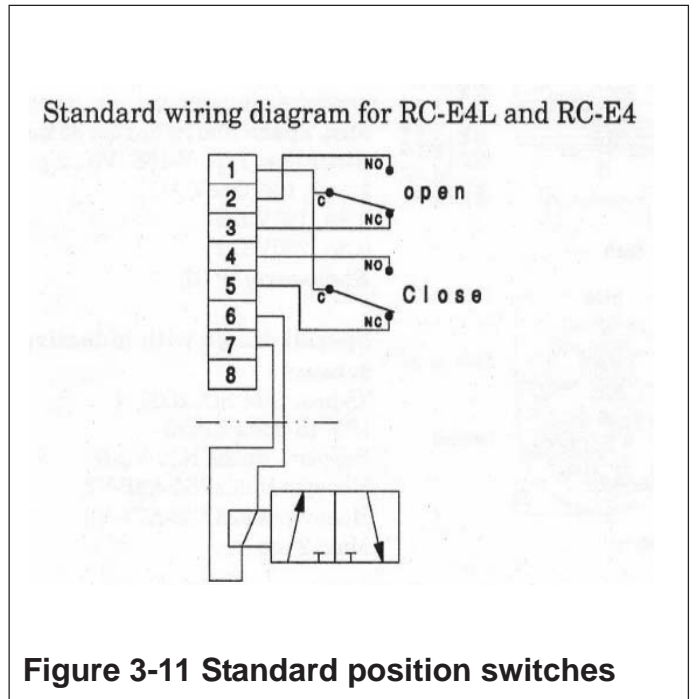 Standard wiring diagram for RC-E4L and RC-E4
1
2
3
4
5
6
7
8
NO
open
C
NC
NO
Close
C
NC
Figure 3-11 Standard position switches